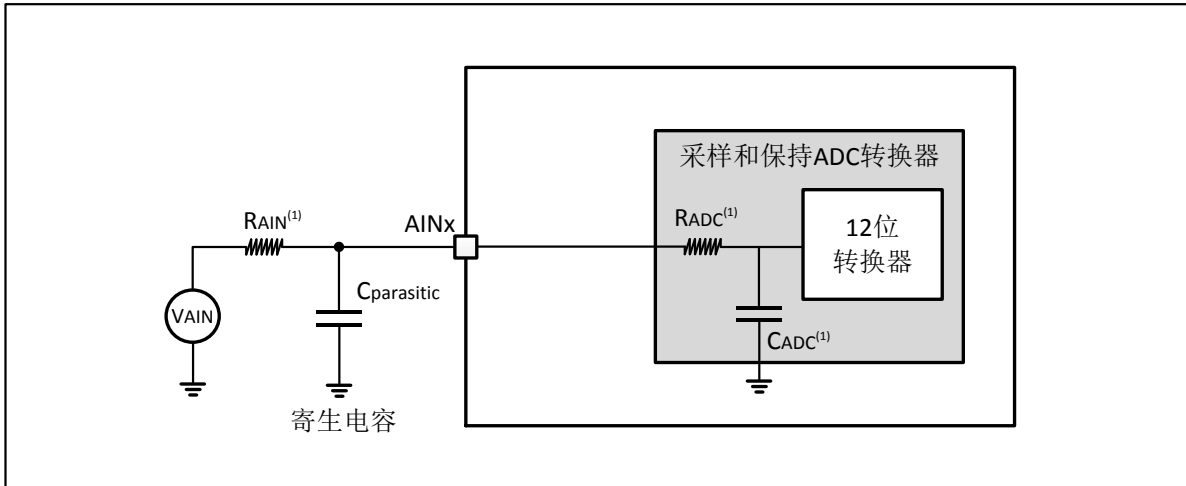 采样和保持ADC转换器
RAIN(1)
AINx
RADC(1)
12位
转换器
VAIN
Cparasitic
CADC(1)
寄生电容